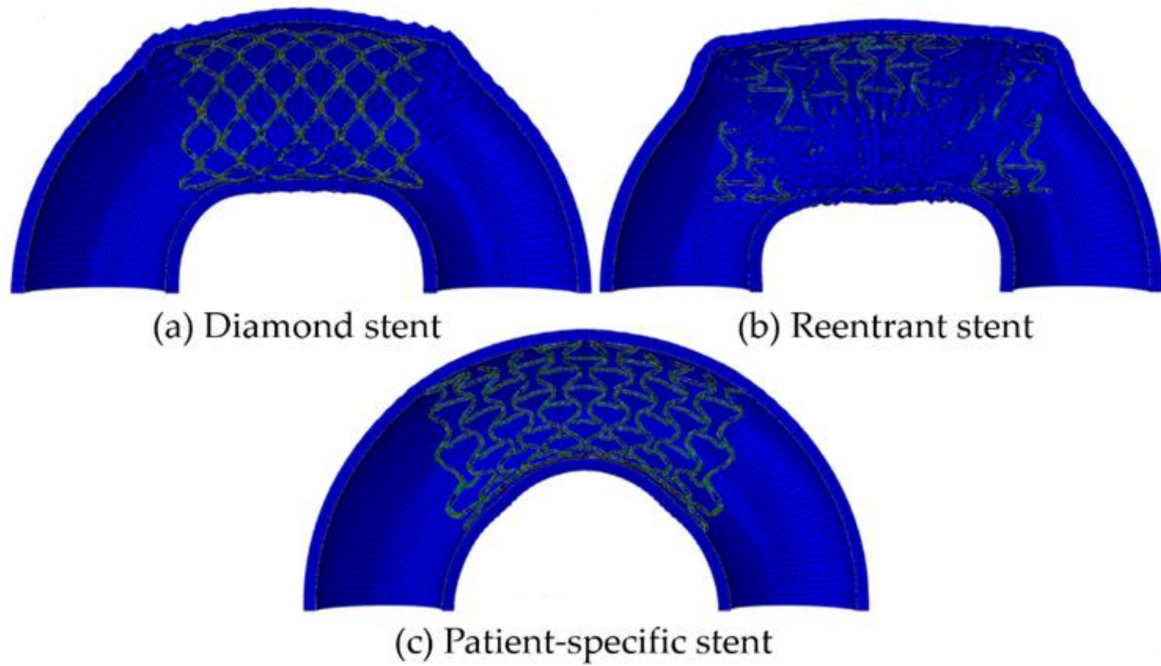 (a) Diamond stent
(b) Reentrant stent
(c) Patient-specific stent